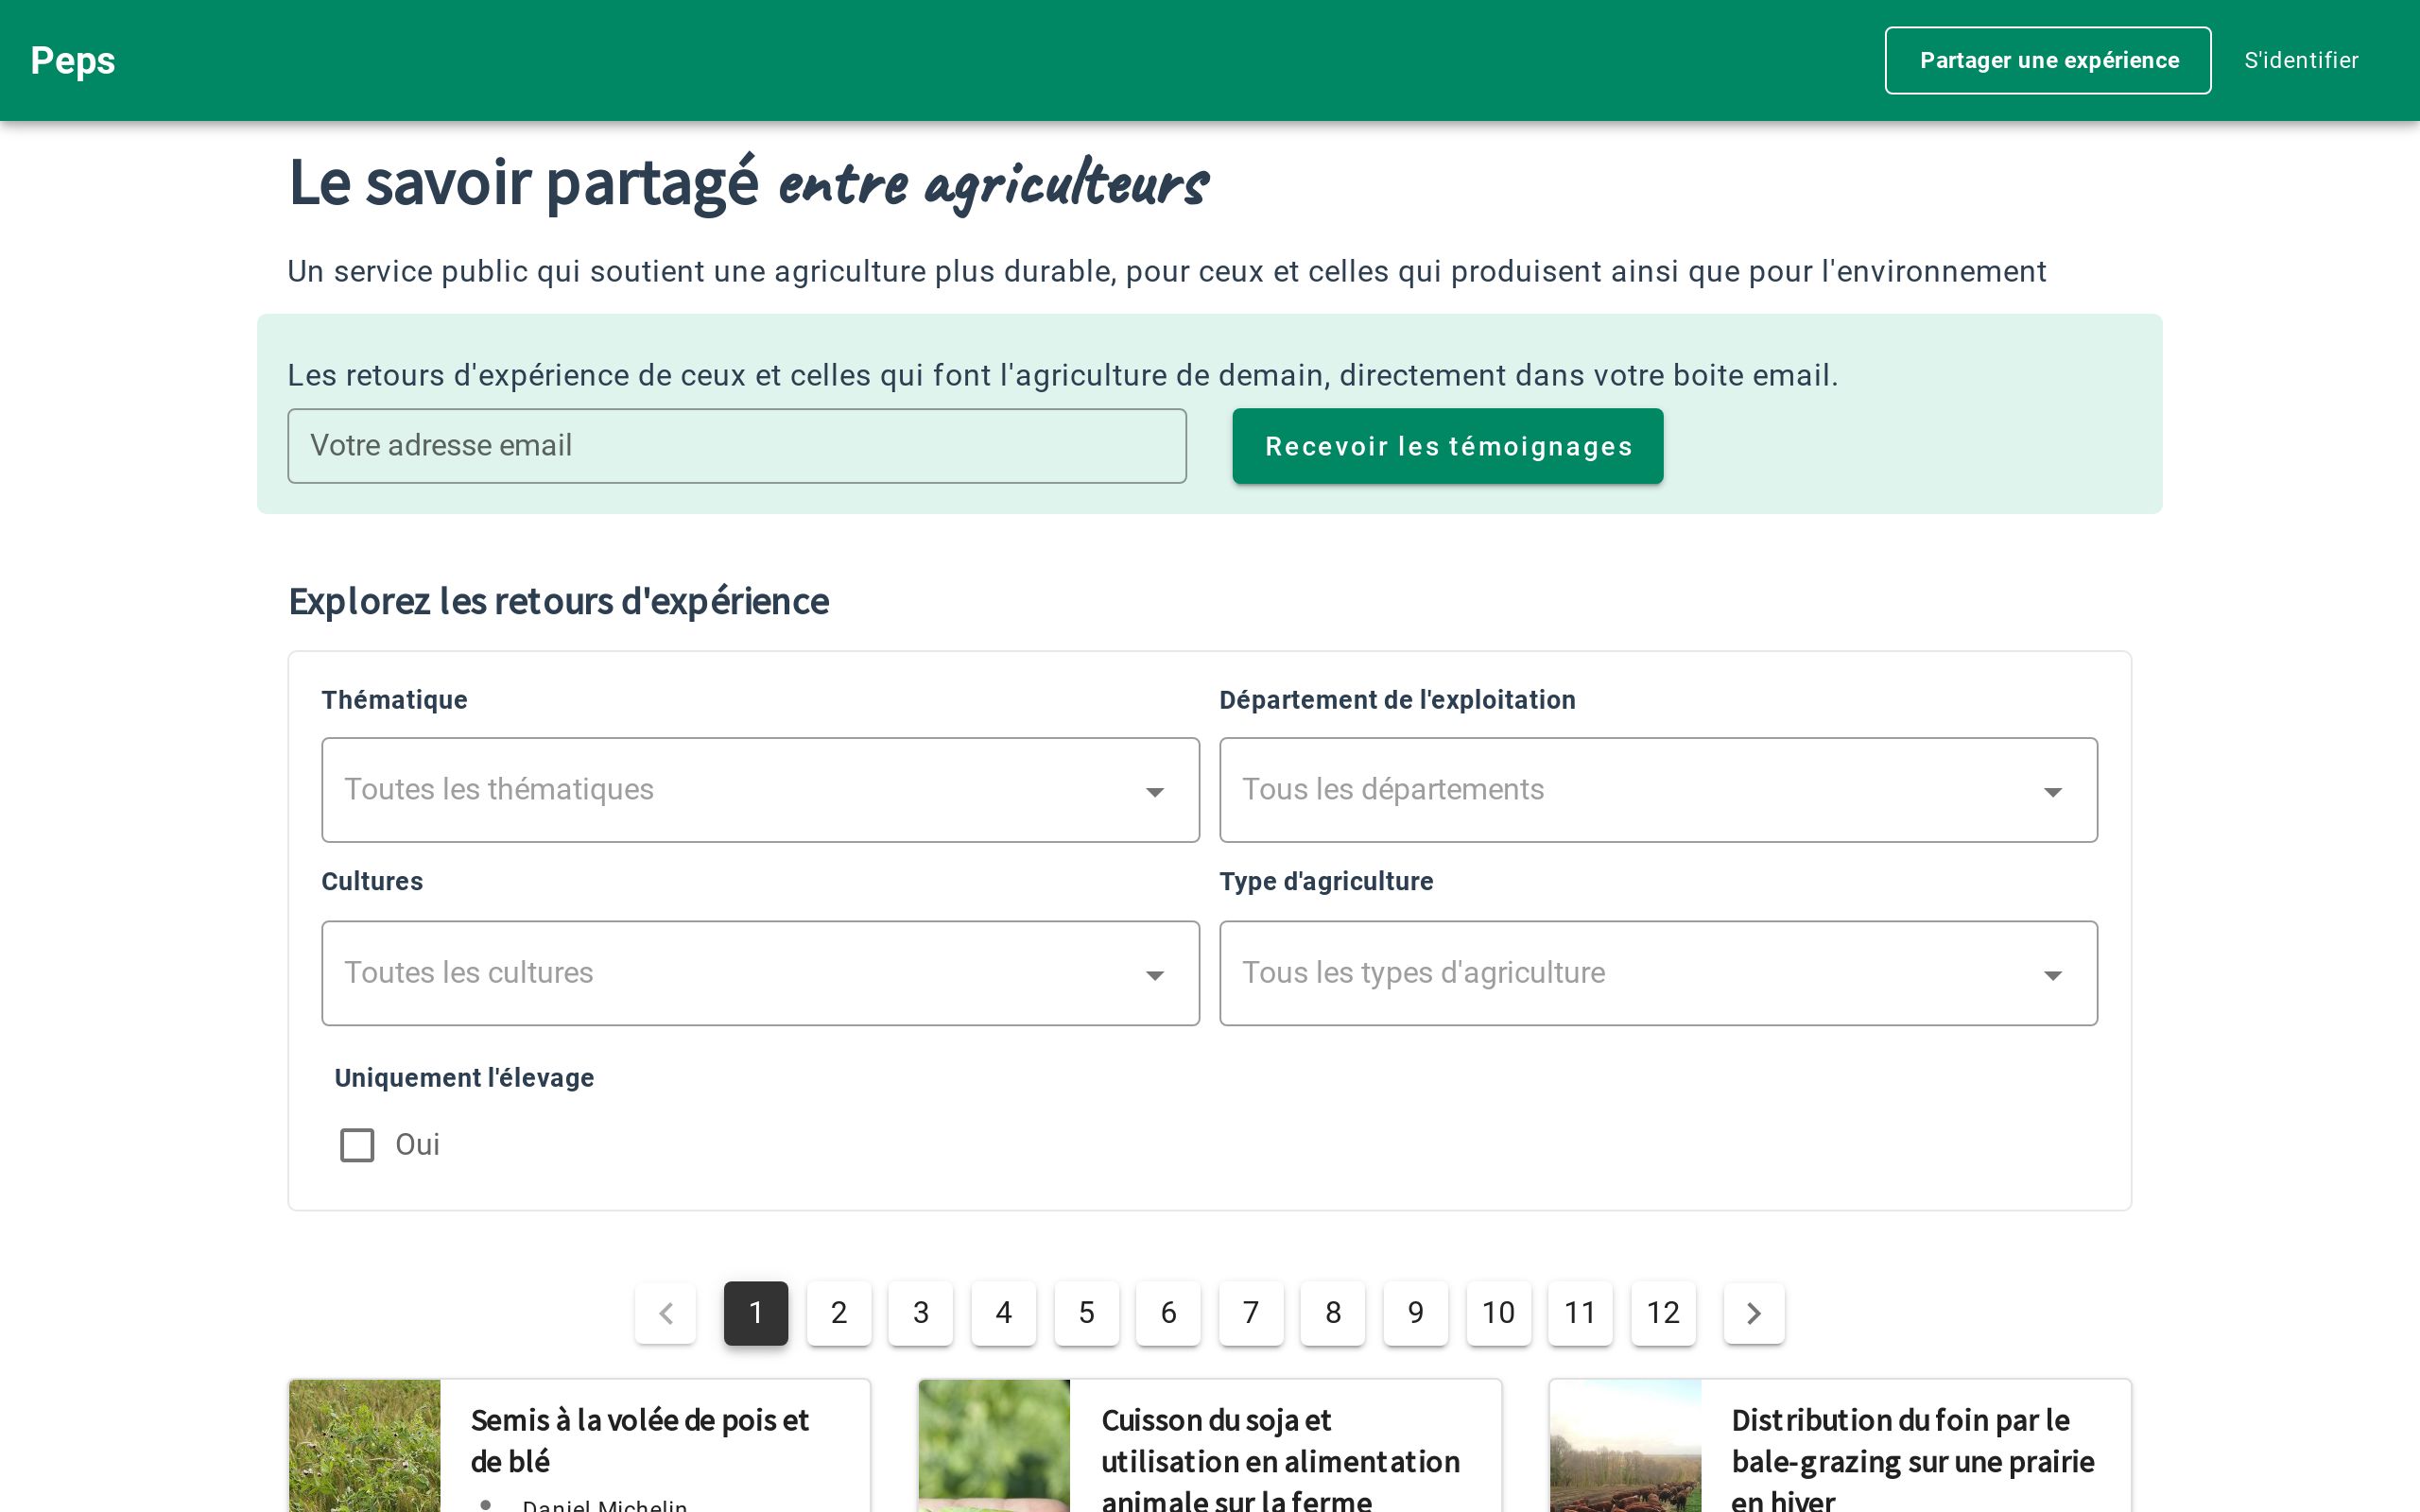 Peps
Partager une expérience
S'identifier
Le savoir partagé entre agriculteurs
Un service public qui soutient une agriculture plus durable, pour ceux et celles qui produisent ainsi que pour l'environnement
Les retours d'expérience de ceux et celles qui font l'agriculture de demain, directement dans votre boite email.
Votre adresse email
Recevoir les témoignages
Explorez les retours d'expérience
Thématique
Département de l'exploitation
Toutes les thématiques
Tous les départements
Cultures
Type d'agriculture
Toutes les cultures
Tous les types d'agriculture
Uniquement l'élevage
Oui
1 2 3 4 5 6 7 8 9 10 11 12
Semis à la volée de pois et
de blé
Daniel Michelin
Cuisson du soja et
utilisation en alimentation
animale sur la ferme
Distribution du foin par le
bale-grazing sur une prairie
en hiver